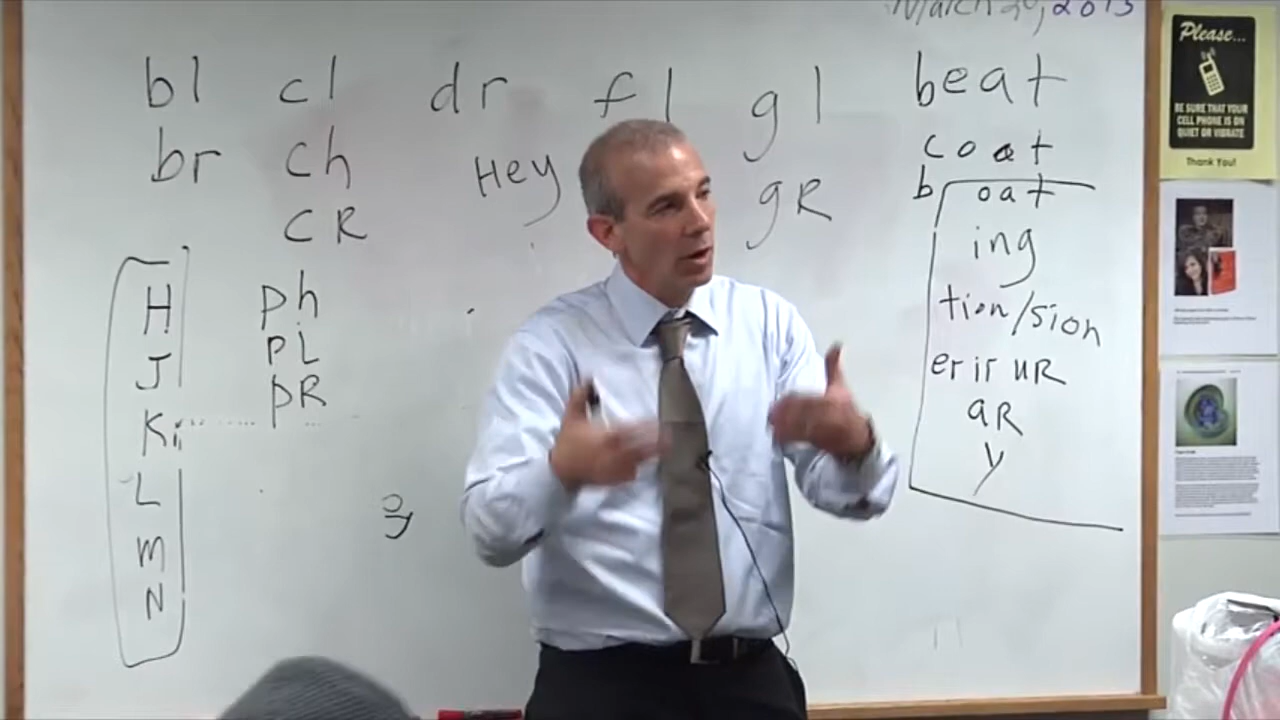 March 20, 2013
bl cl dr fl gl beat
br ch Hey gR coat
cR boat
ing
H ph tion/sion
J pl er ir uR
K pR aR
L y
m
N
Please...
BE SURE THAT YOUR
CELL PHONE IS ON
QUIET OR VIBRATE
Thank You!